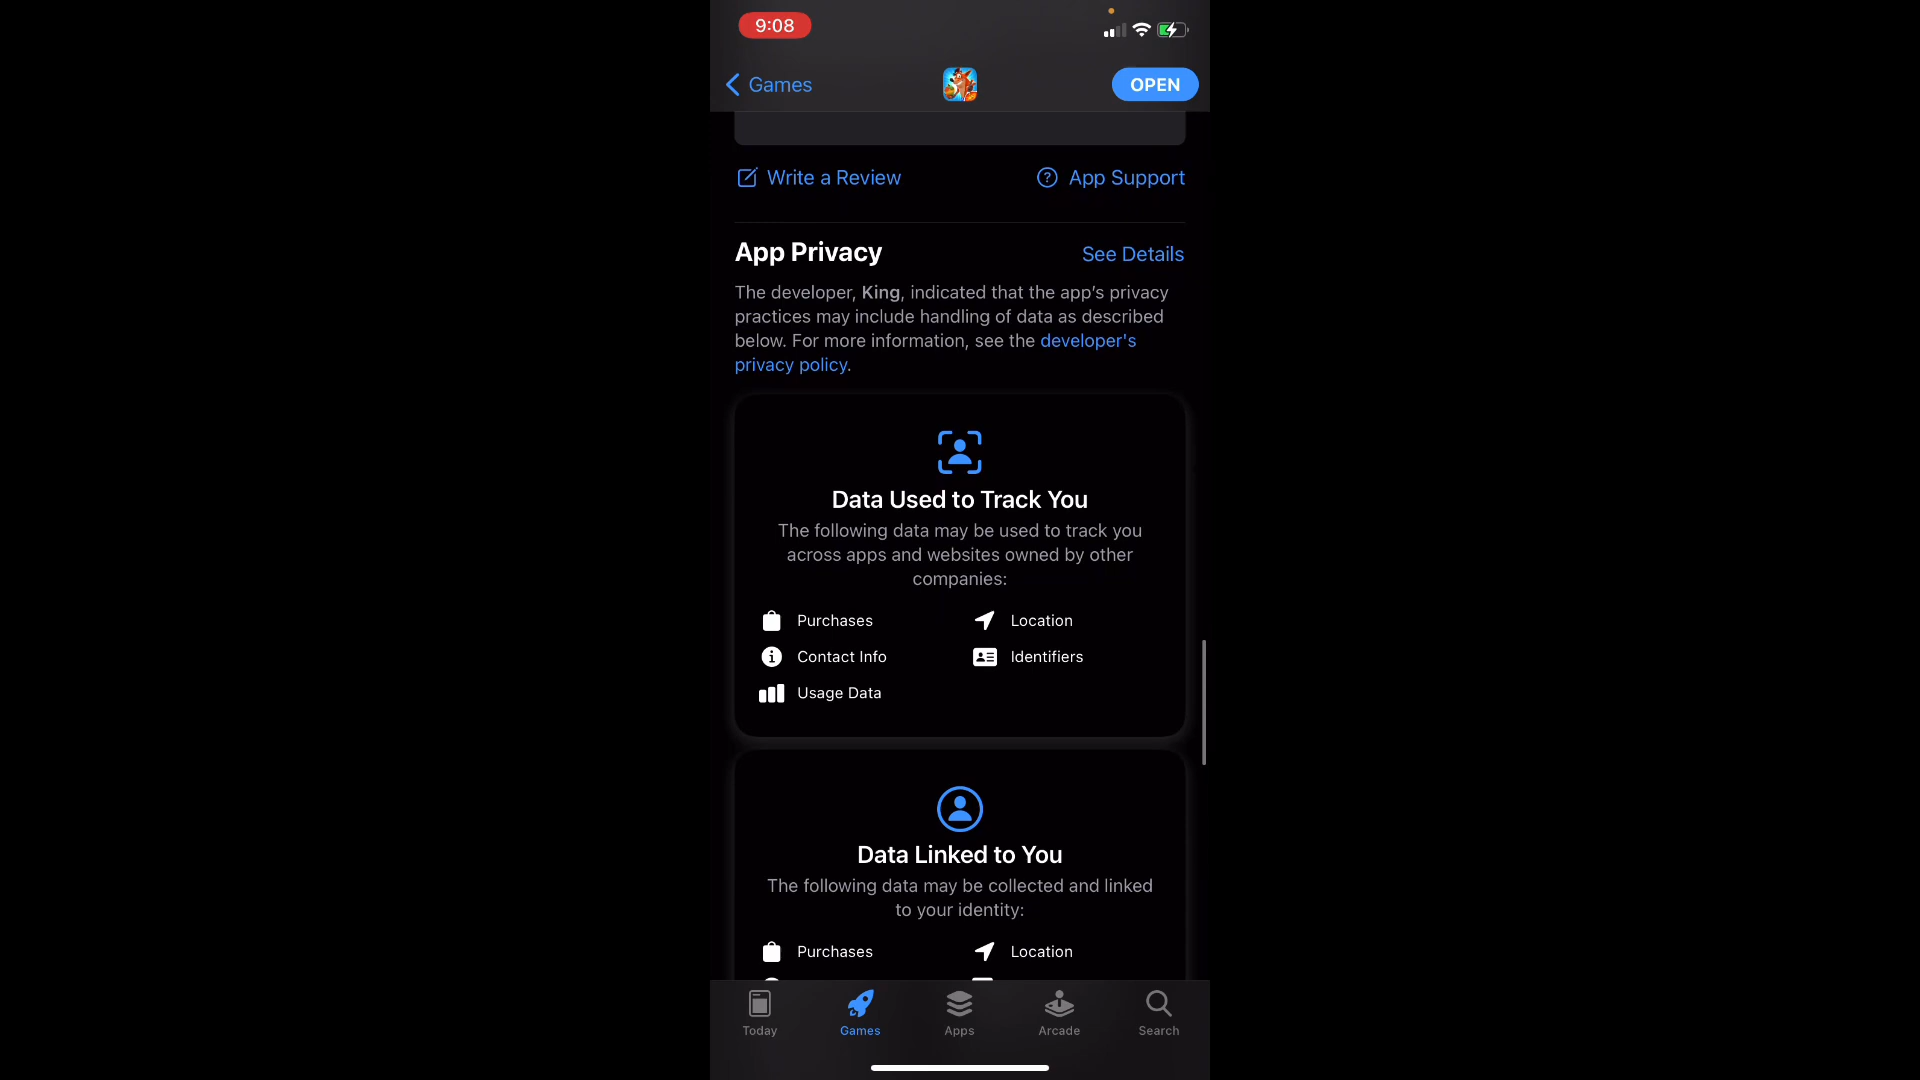 9:08
Games
OPEN
Write a Review
App Support
App Privacy
See Details
The developer, King, indicated that the app's privacy
practices may include handling of data as described
below. For more information, see the developer's
privacy policy.
Data Used to Track You
The following data may be used to track you
across apps and websites owned by other
companies:
Purchases
Location
Contact Info
Identifiers
Usage Data
Data Linked to You
The following data may be collected and linked
to your identity:
Purchases
Location
Today
Games
Apps
Arcade
Search